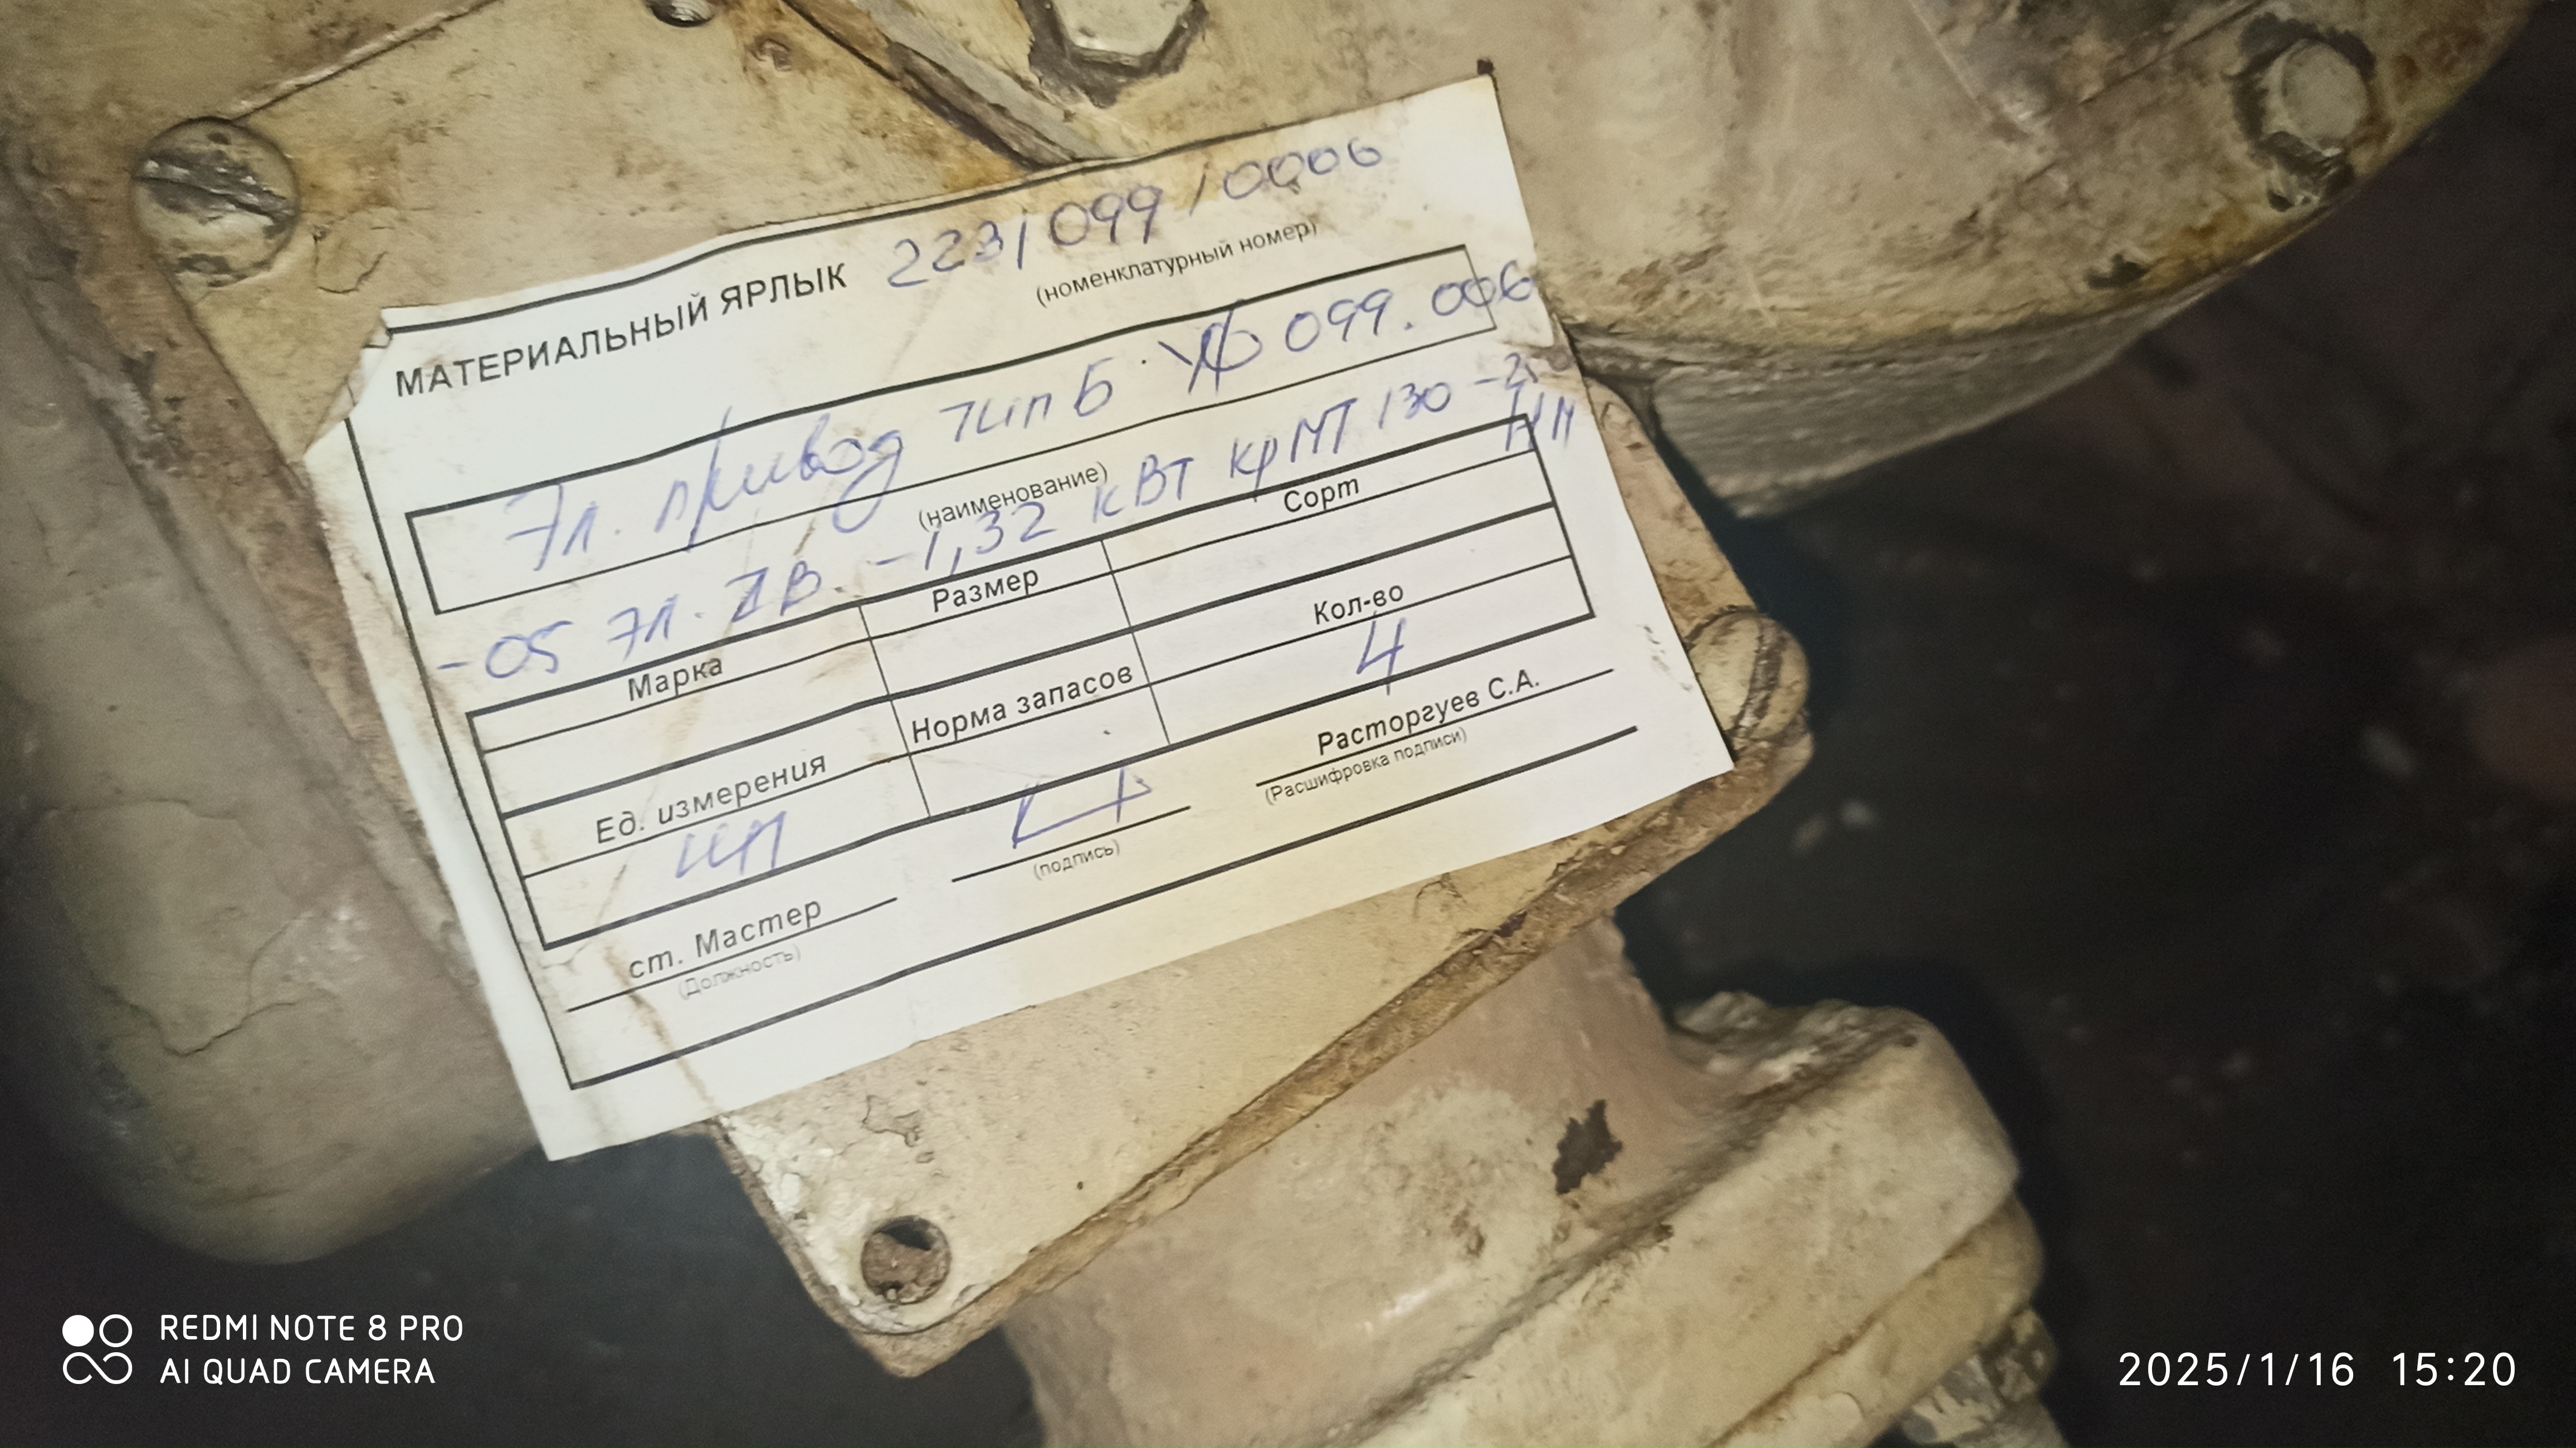 МАТЕРИАЛЬНЫЙ ЯРЛЫК 223/099/0006
(номенклатурный номер)
Эл. привод тип Б. 099.006
(наименование)
-05 эл. дв. -1,32 кВт кр МТ 130 -25
НМ
Марка Размер Сорт
Ед. измерения Норма запасов Кол-во
шт 4
ст. Мастер Расторгуев С.А.
(Должность) (подпись) (Расшифровка подписи)
REDMI NOTE 8 PRO
AI QUAD CAMERA
2025/1/16 15:20